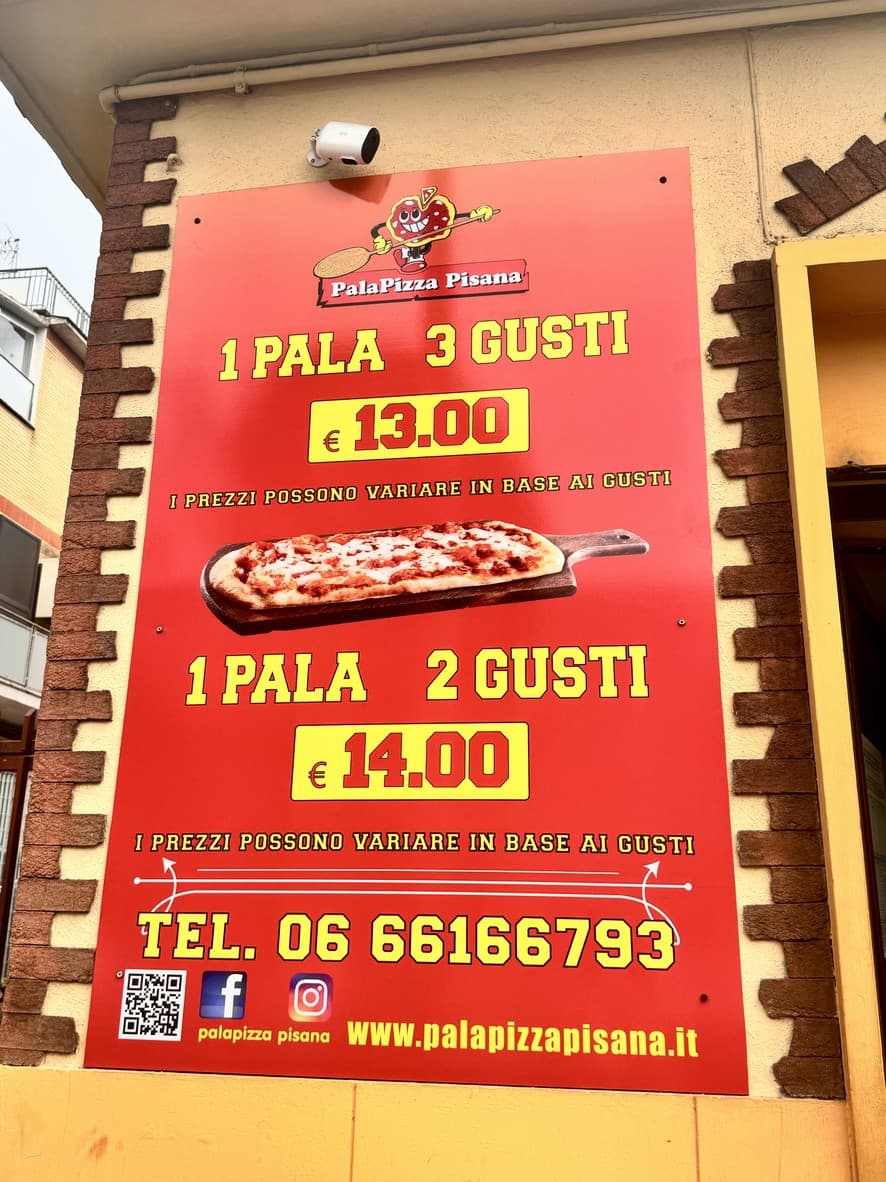 PalaPizza Pisana
1 PALA 3 GUSTI
€ 13.00
I PREZZI POSSONO VARIARE IN BASE AI GUSTI
1 PALA 2 GUSTI
€ 14.00
I PREZZI POSSONO VARIARE IN BASE AI GUSTI
TEL. 06 66166793
palapizza pisana www.palapizzapisana.it